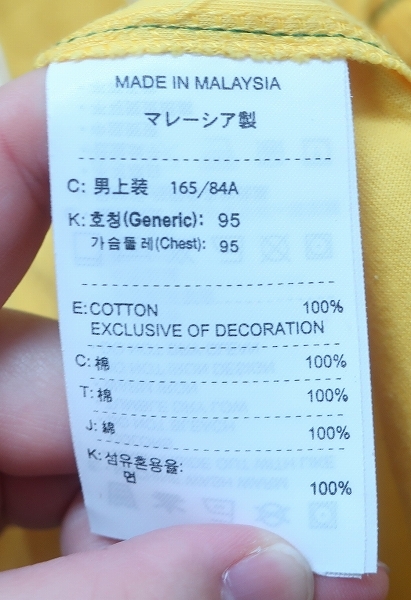 MADE IN MALAYSIA
マレーシア製
C: 男上装 165/84A
K: 호칭(Generic): 95
가슴둘레(Chest): 95
E: COTTON 100%
EXCLUSIVE OF DECORATION
C: 棉 100%
T: 棉 100%
J: 綿 100%
K: 섬유혼용율:
면 100%